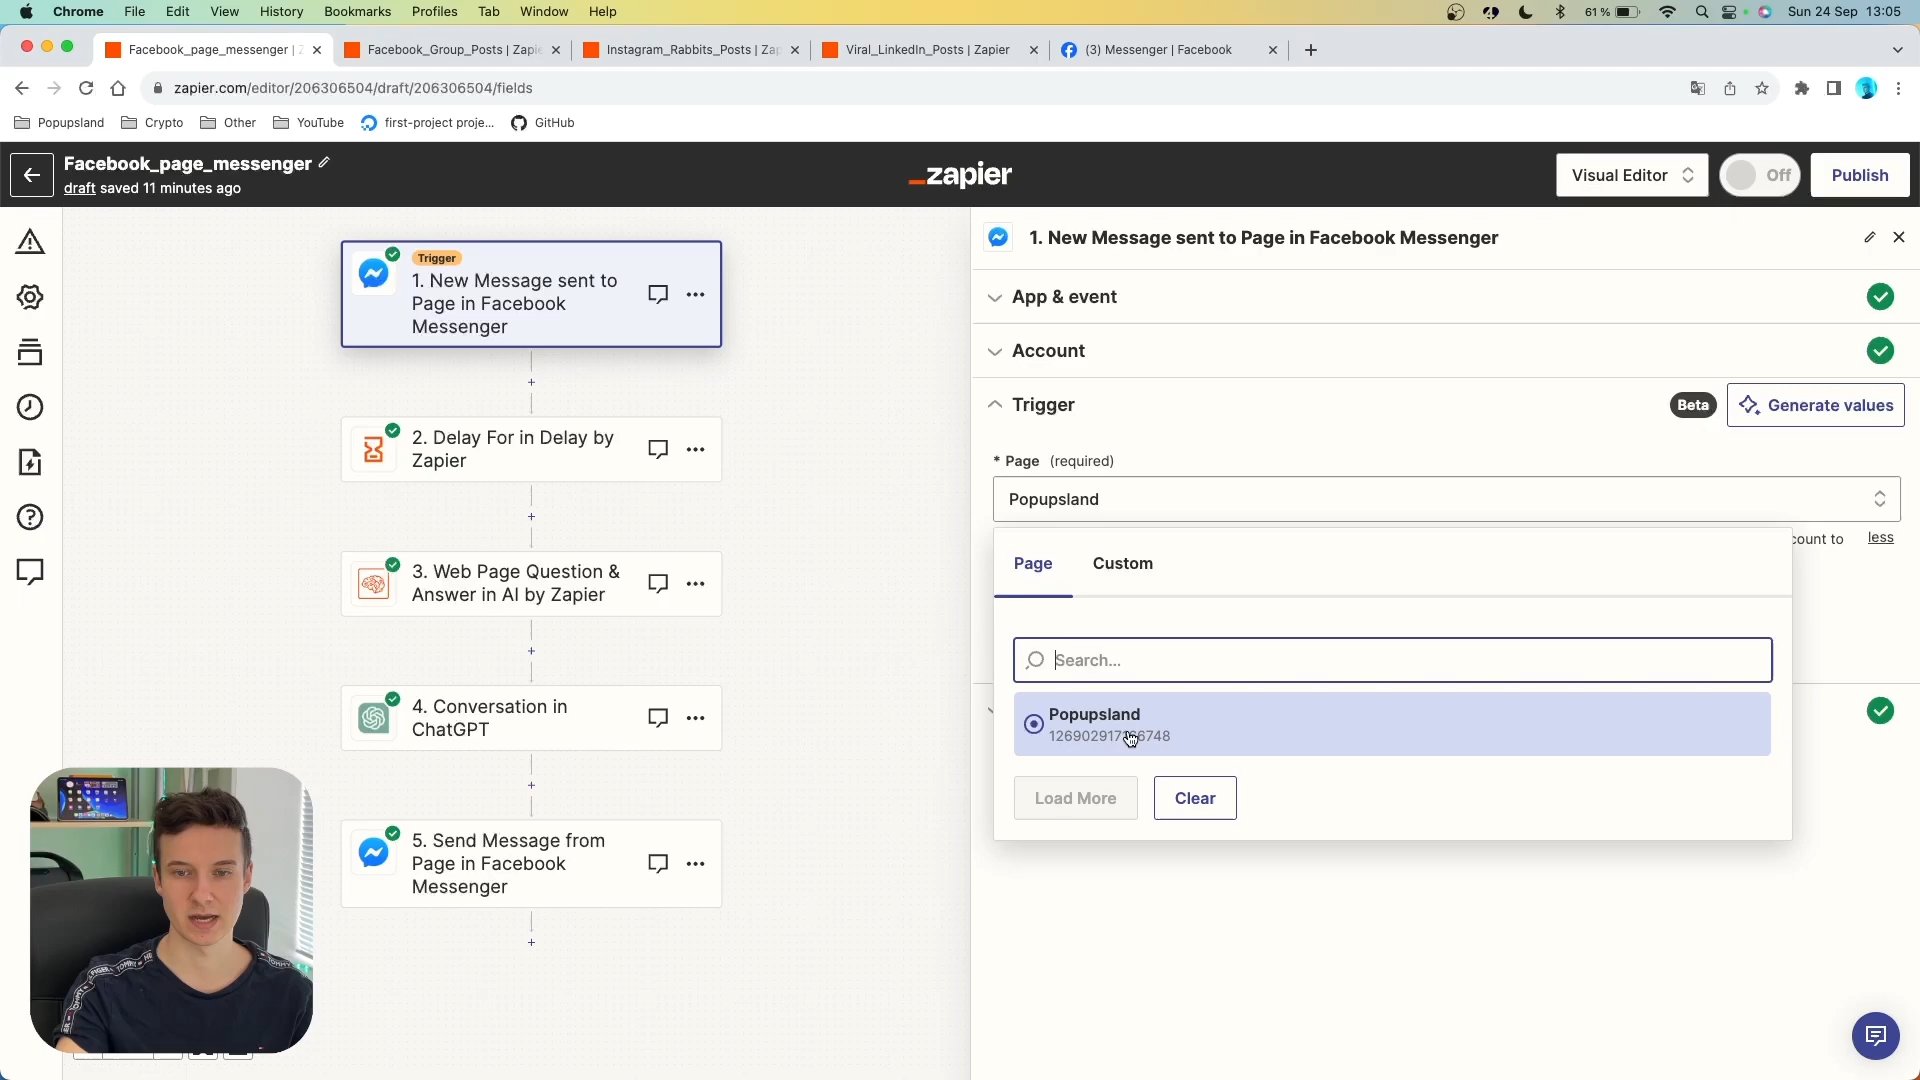 Chrome File Edit View History Bookmarks Profiles Tab Window Help 61 % Sun 24 Sep 13:05
Facebook_page_messenger | Z Facebook_Group_Posts | Zapie Instagram_Rabbits_Posts | Zap Viral_LinkedIn_Posts | Zapier (3) Messenger | Facebook
zapier.com/editor/206306504/draft/206306504/fields
Popupsland Crypto Other YouTube first-project proje... GitHub
Facebook_page_messenger
draft saved 11 minutes ago
_zapier
Visual Editor Off Publish
Trigger
1. New Message sent to
Page in Facebook
Messenger
2. Delay For in Delay by
Zapier
3. Web Page Question &
Answer in AI by Zapier
4. Conversation in
ChatGPT
5. Send Message from
Page in Facebook
Messenger
1. New Message sent to Page in Facebook Messenger
App & event
Account
Trigger Beta Generate values
* Page (required)
Popupsland
count to less
Page Custom
Search...
Popupsland
Load More Clear